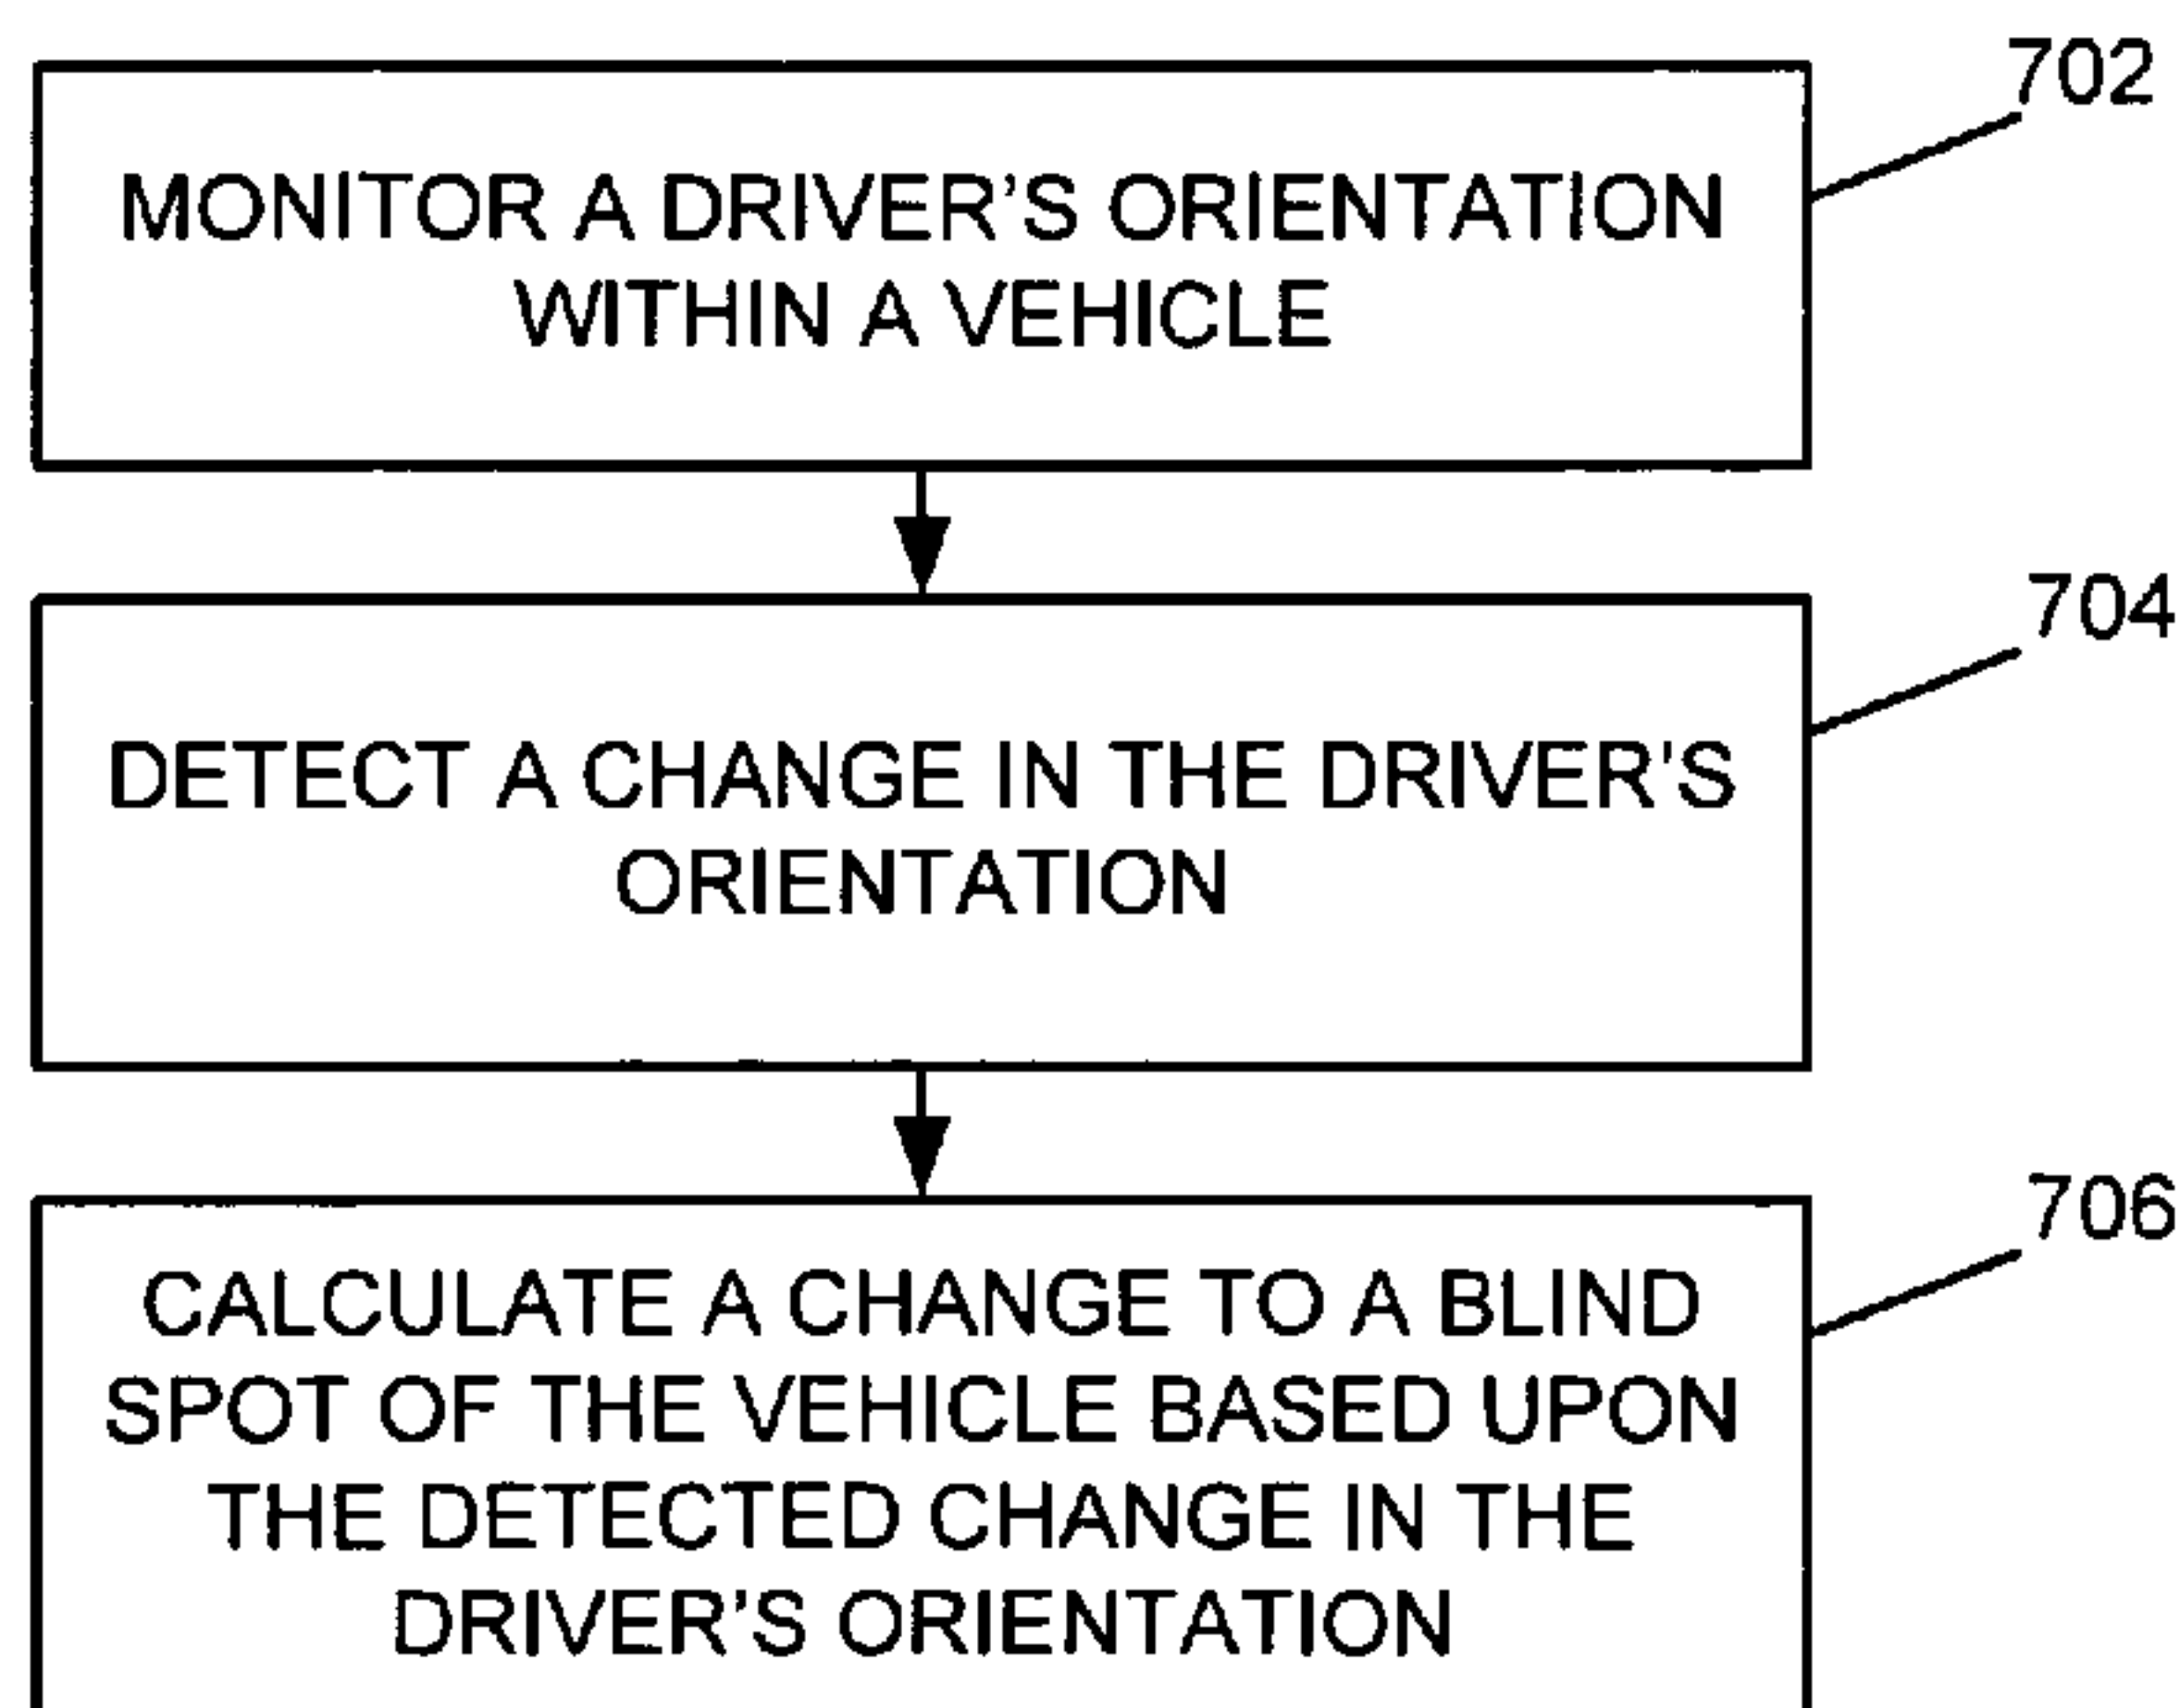 702
MONITOR A DRIVER'S ORIENTATION
WITHIN A VEHICLE
704
DETECT A CHANGE IN THE DRIVER'S
ORIENTATION
706
CALCULATE A CHANGE TO A BLIND
SPOT OF THE VEHICLE BASED UPON
THE DETECTED CHANGE IN THE
DRIVER'S ORIENTATION